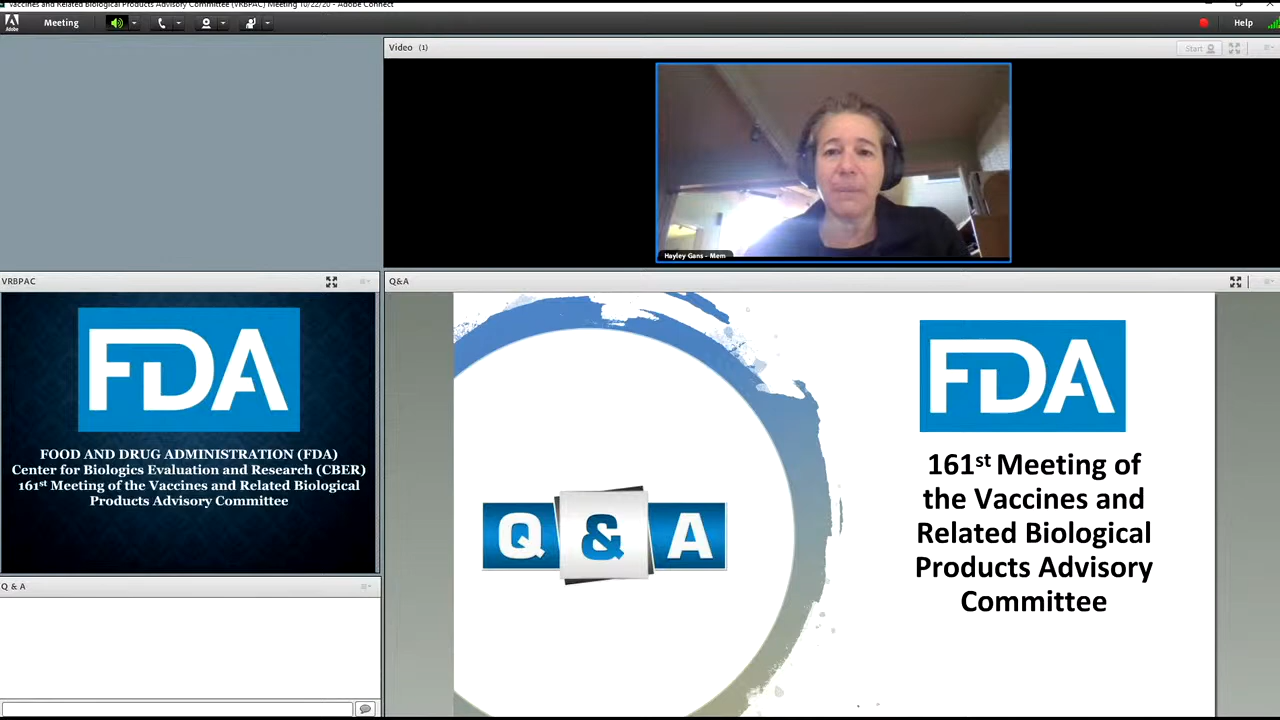 Vaccines and Related Biological Products Advisory Committee (VRBPAC) Meeting 10/22/20 - Adobe Connect
Adobe
Meeting
Help
Video (1)
Start
Hayley Gans - Mem
VRBPAC
FDA
FOOD AND DRUG ADMINISTRATION (FDA)
Center for Biologics Evaluation and Research (CBER)
161st Meeting of the Vaccines and Related Biological
Products Advisory Committee
Q & A
Q&A
Q & A
FDA
161st Meeting of
the Vaccines and
Related Biological
Products Advisory
Committee